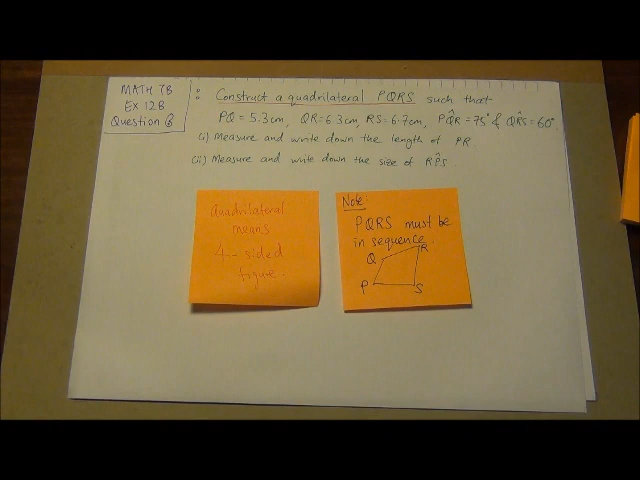 MATH 7B
Ex 12B
Question 8
: Construct a quadrilateral PQRS such that
PQ = 5.3cm, QR = 6.3cm, RS = 6.7cm, PQ̂R = 75° & QR̂S = 60°.
(i) Measure and write down the length of PR.
(ii) Measure and write down the size of RP̂S.
Quadrilateral
means
4-sided
figure.
Note:
PQRS must be
in sequence.
R
Q
P
S